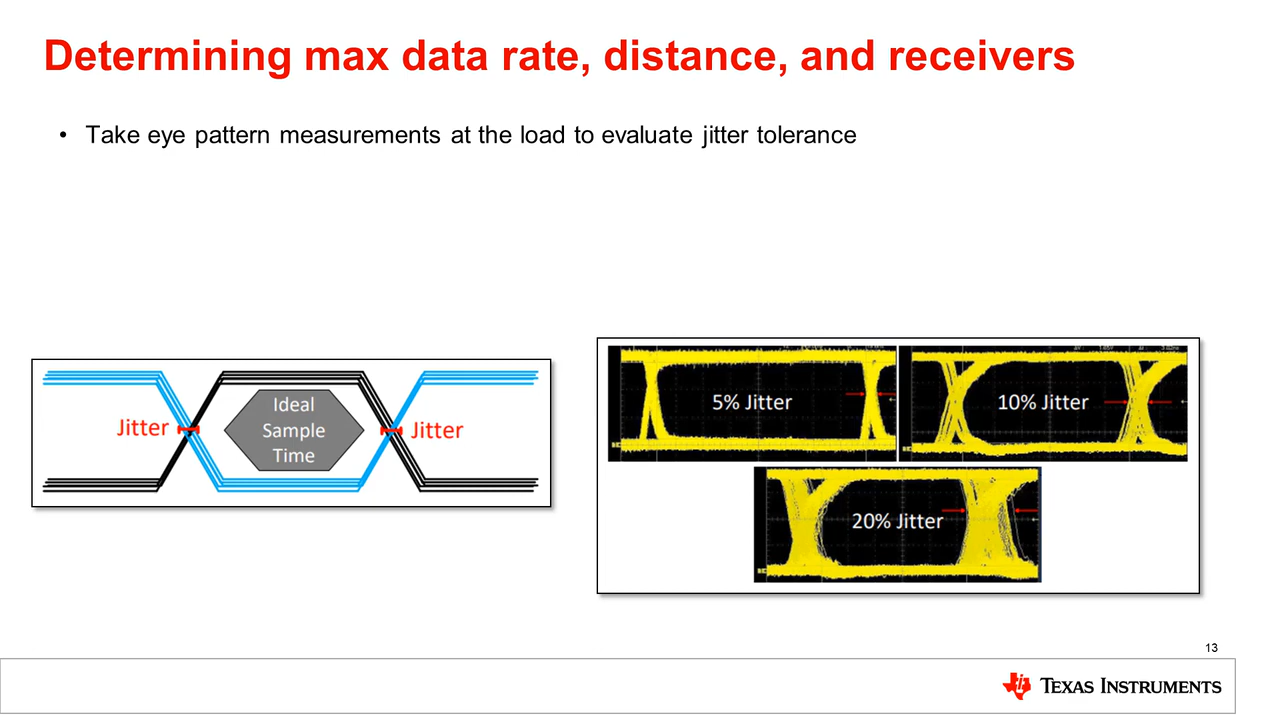 Determining max data rate, distance, and receivers
• Take eye pattern measurements at the load to evaluate jitter tolerance
Jitter
Ideal
Sample
Time
Jitter
5% Jitter
10% Jitter
20% Jitter
13
TEXAS INSTRUMENTS